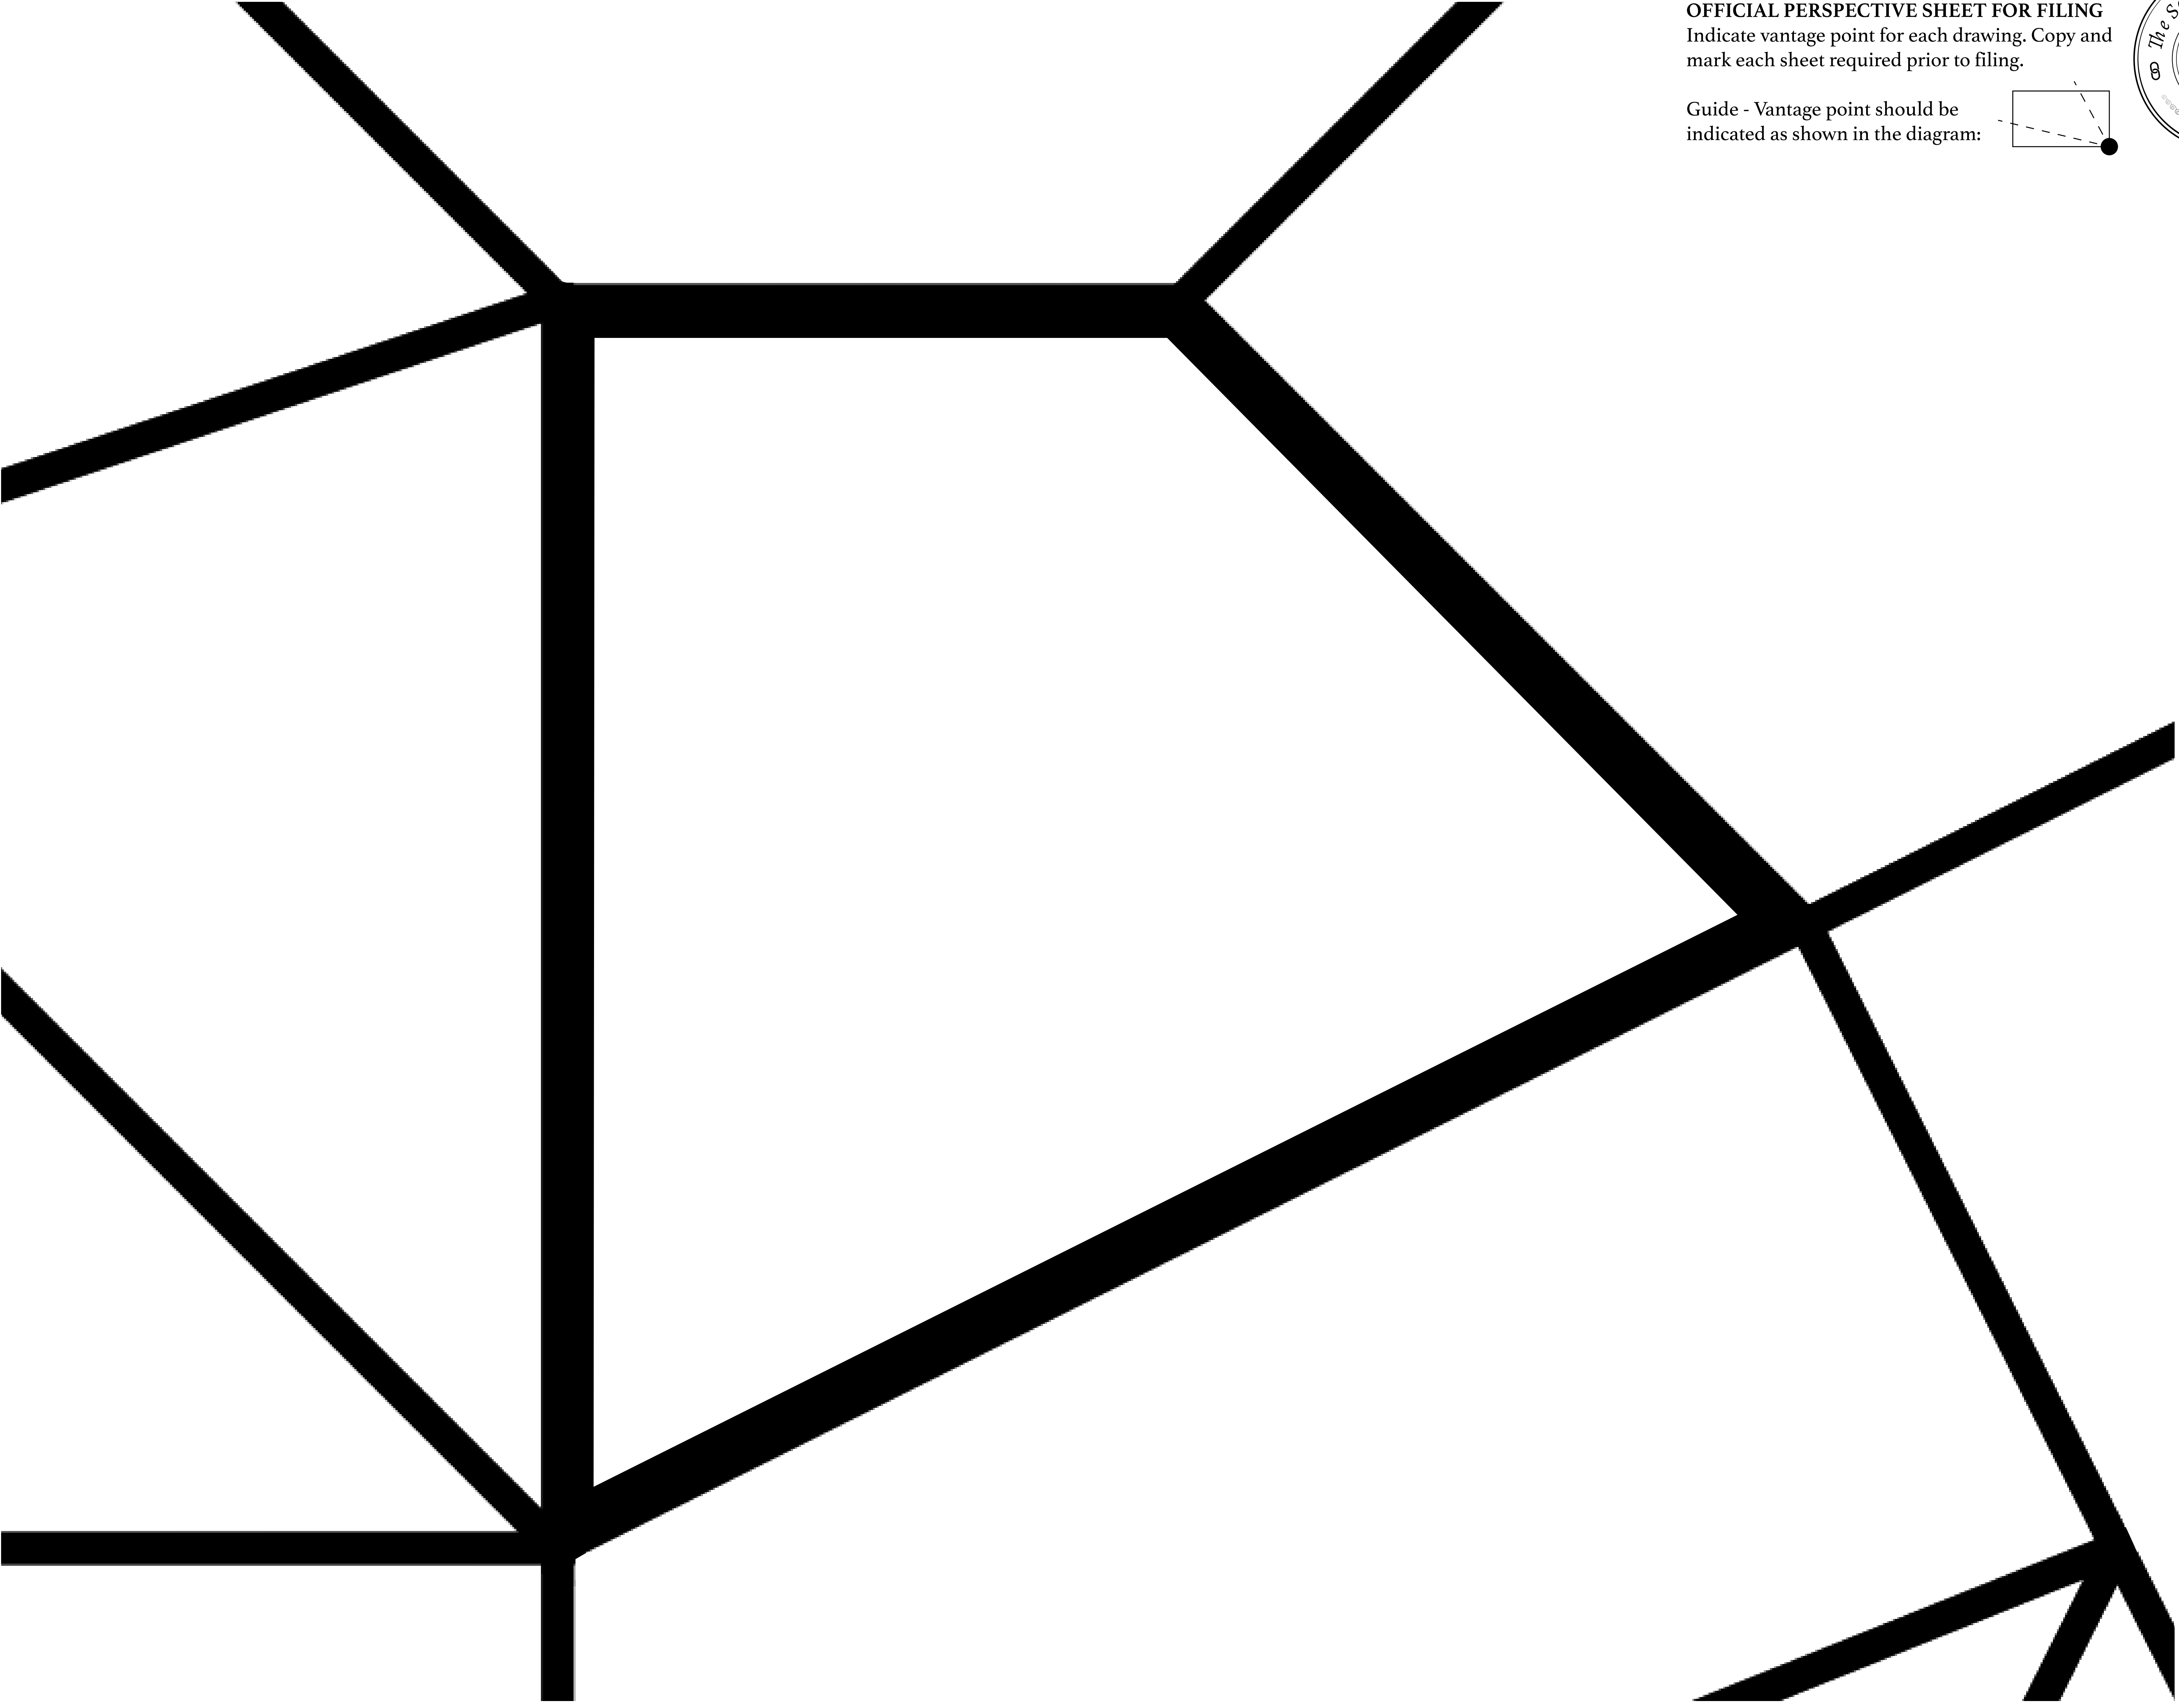 OFFICIAL PERSPECTIVE SHEET FOR FILING
Indicate vantage point for each drawing. Copy and
mark each sheet required prior to filing.
Guide - Vantage point should be
indicated as shown in the diagram:
The